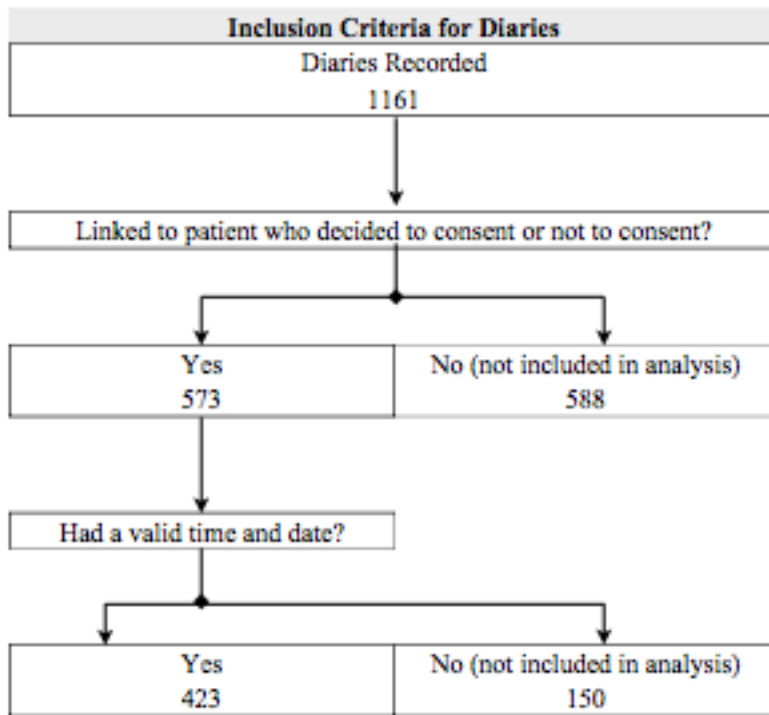 Inclusion Criteria for Diaries
Diaries Recorded
1161
Linked to patient who decided to consent or not to consent?
Yes
573
No (not included in analysis)
588
Had a valid time and date?
Yes
423
No (not included in analysis)
150